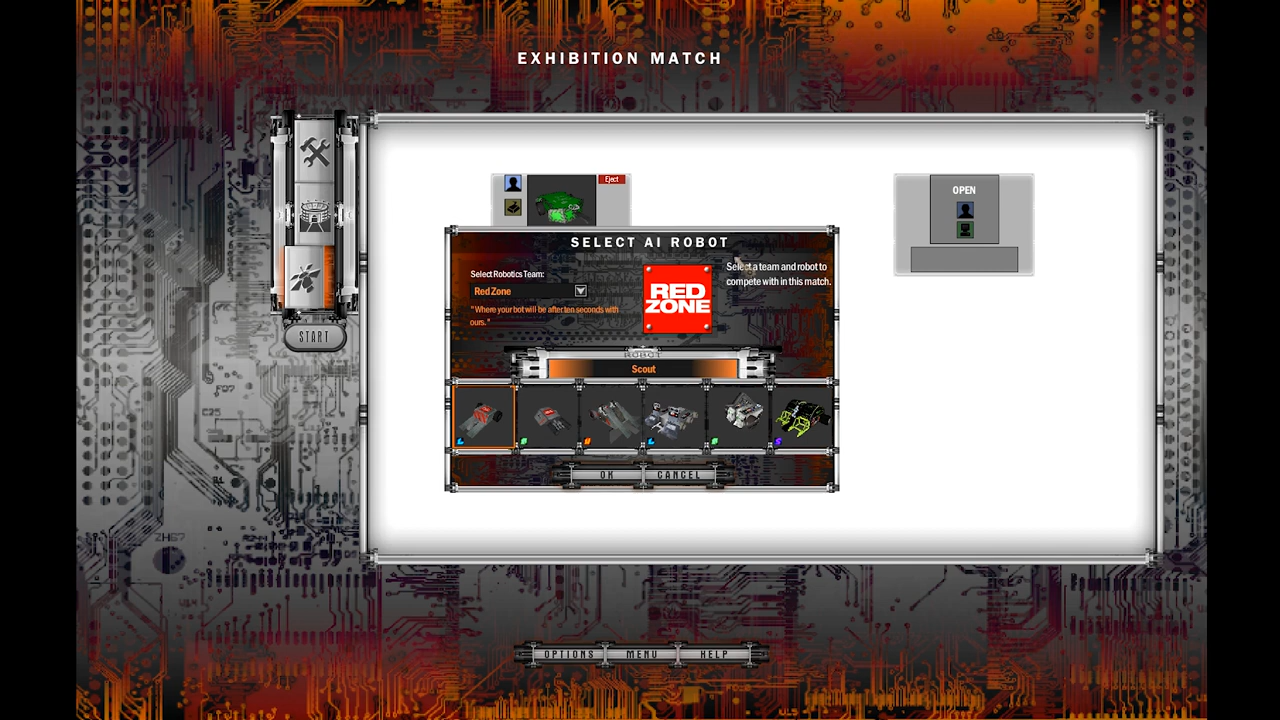 EXHIBITION MATCH
Eject
OPEN
SELECT AI ROBOT
Select Robotics Team:
Red Zone
"Where your bot will be after ten seconds with
ours."
RED
ZONE
Select a team and robot to
compete with in this match.
ROBOT
Scout
OK CANCEL
START
OPTIONS MENU HELP